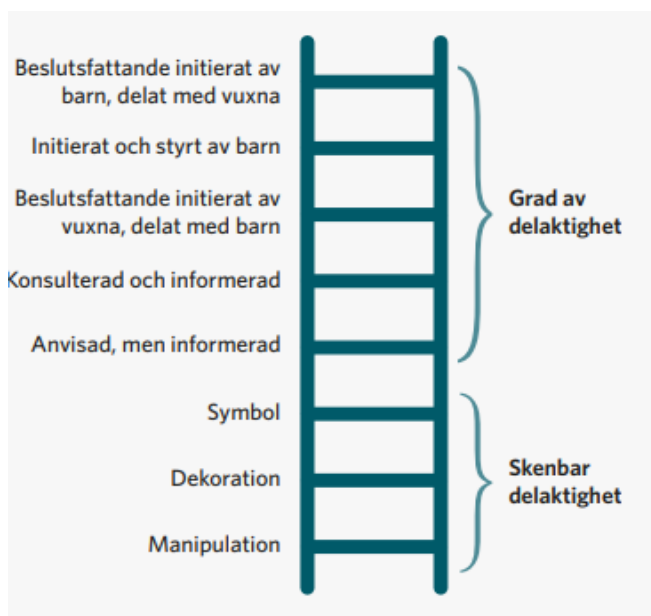 Beslutsfattande initierat av
barn, delat med vuxna
Initierat och styrt av barn
Beslutsfattande initierat av
vuxna, delat med barn
Konsulterad och informerad
Anvisad, men informerad
Symbol
Dekoration
Manipulation
Grad av
delaktighet
Skenbar
delaktighet